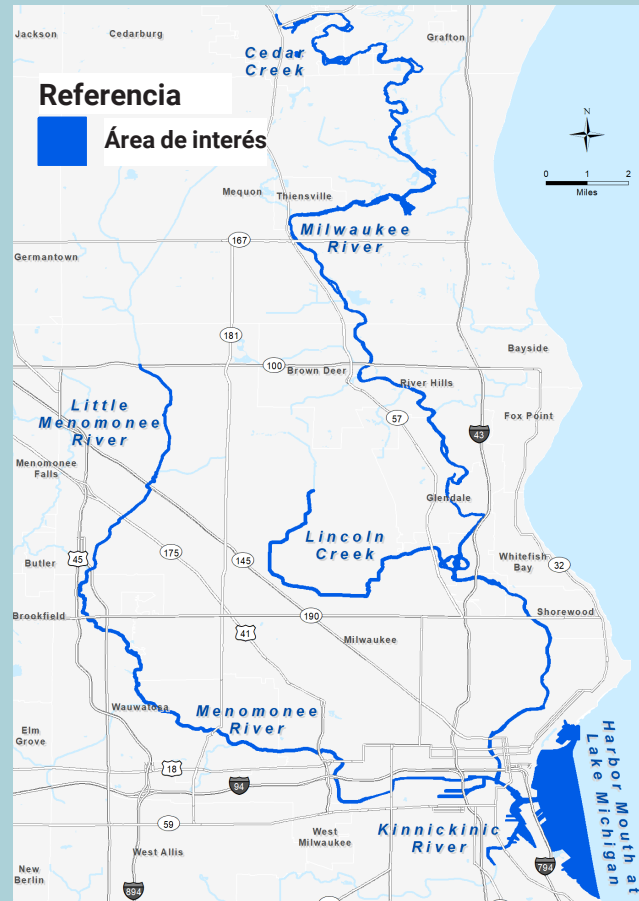 Jackson
Cedarburg
Grafton
Cedar
Creek
Referencia
Área de interés
N
0 1 2
Miles
Mequon
Thiensville
Milwaukee
River
167
Germantown
181
Bayside
100
Brown Deer
River Hills
Little
Menomonee
River
57
Fox Point
43
Menomonee
Falls
Glendale
Lincoln
Creek
175
145
45
Butler
Whitefish
Bay
32
Brookfield
190
Shorewood
41
Milwaukee
Wauwatosa
Menomonee
River
Elm
Grove
18
94
Harbor Mouth at
Lake Michigan
59
West
Milwaukee
Kinnickinic
River
West Allis
794
New
Berlin
894